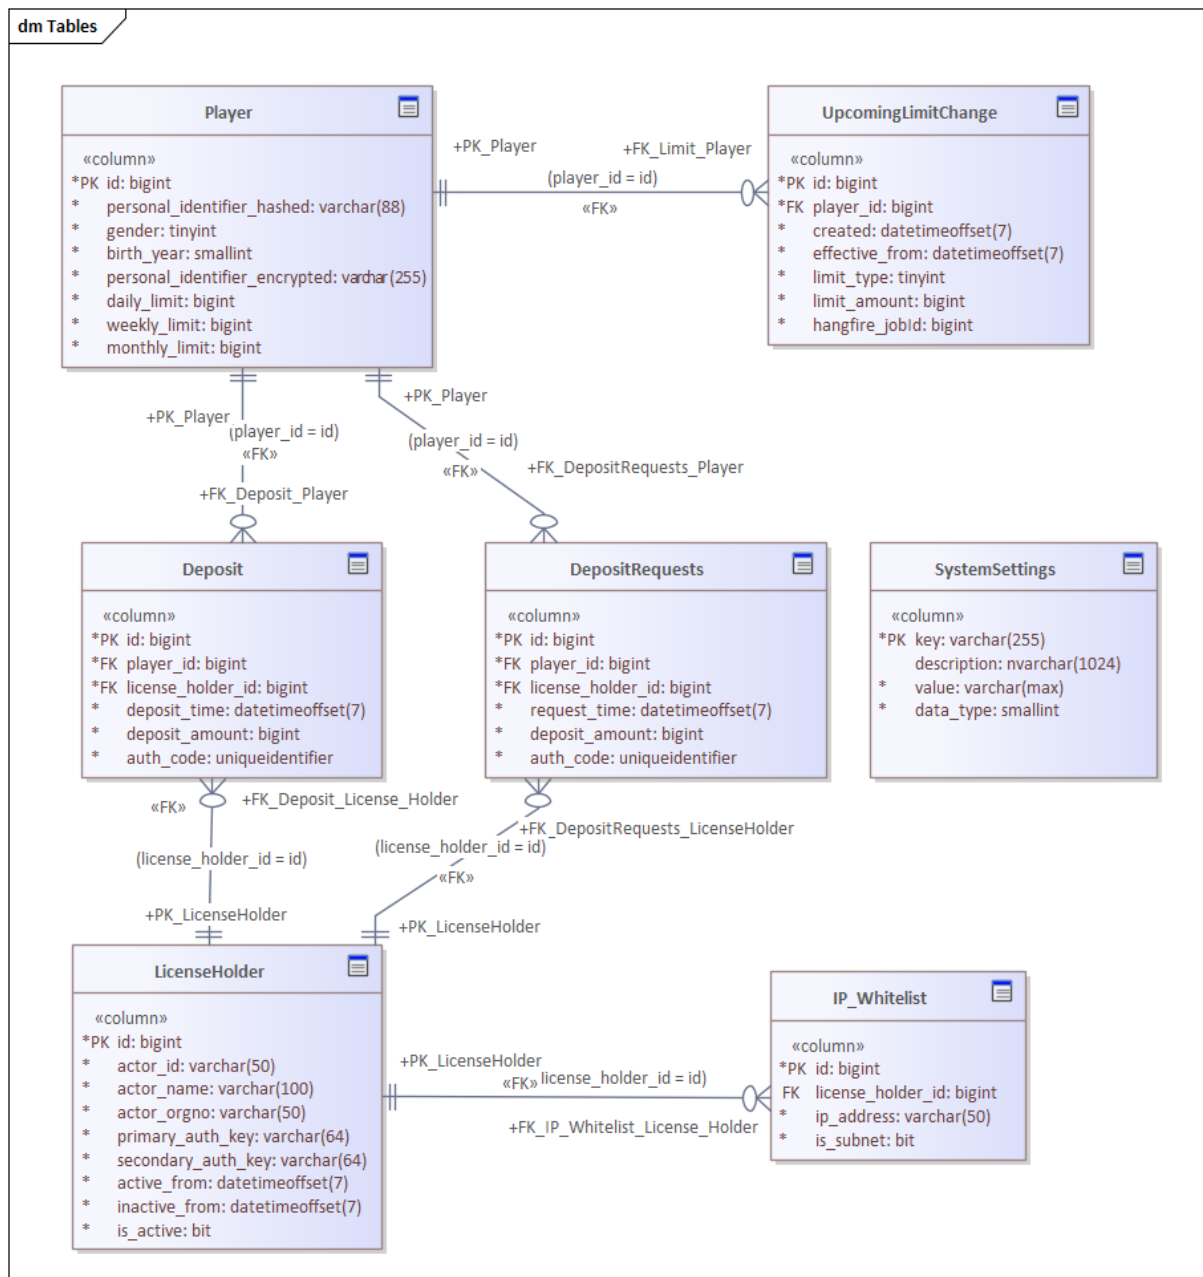 dm Tables
Player
«column»
*PK id: bigint
* personal_identifier_hashed: varchar(88)
* gender: tinyint
* birth_year: smallint
* personal_identifier_encrypted: varchar(255)
* daily_limit: bigint
* weekly_limit: bigint
* monthly_limit: bigint
+PK_Player
+FK_Limit_Player
(player_id = id)
«FK»
UpcomingLimitChange
«column»
*PK id: bigint
*FK player_id: bigint
* created: datetimeoffset(7)
* effective_from: datetimeoffset(7)
* limit_type: tinyint
* limit_amount: bigint
* hangfire_jobId: bigint
+PK_Player
(player_id = id)
«FK»
+FK_Deposit_Player
+PK_Player
(player_id = id)
«FK»
+FK_DepositRequests_Player
Deposit
«column»
*PK id: bigint
*FK player_id: bigint
*FK license_holder_id: bigint
* deposit_time: datetimeoffset(7)
* deposit_amount: bigint
* auth_code: uniqueidentifier
DepositRequests
«column»
*PK id: bigint
*FK player_id: bigint
*FK license_holder_id: bigint
* request_time: datetimeoffset(7)
* deposit_amount: bigint
* auth_code: uniqueidentifier
SystemSettings
«column»
*PK key: varchar(255)
description: nvarchar(1024)
* value: varchar(max)
* data_type: smallint
«FK»
+FK_Deposit_License_Holder
(license_holder_id = id)
+PK_LicenseHolder
+FK_DepositRequests_LicenseHolder
(license_holder_id = id)
«FK»
+PK_LicenseHolder
LicenseHolder
«column»
*PK id: bigint
* actor_id: varchar(50)
* actor_name: varchar(100)
* actor_orgno: varchar(50)
* primary_auth_key: varchar(64)
* secondary_auth_key: varchar(64)
* active_from: datetimeoffset(7)
* inactive_from: datetimeoffset(7)
* is_active: bit
+PK_LicenseHolder
«FK» license_holder_id = id)
+FK_IP_Whitelist_License_Holder
IP_Whitelist
«column»
*PK id: bigint
FK license_holder_id: bigint
* ip_address: varchar(50)
* is_subnet: bit